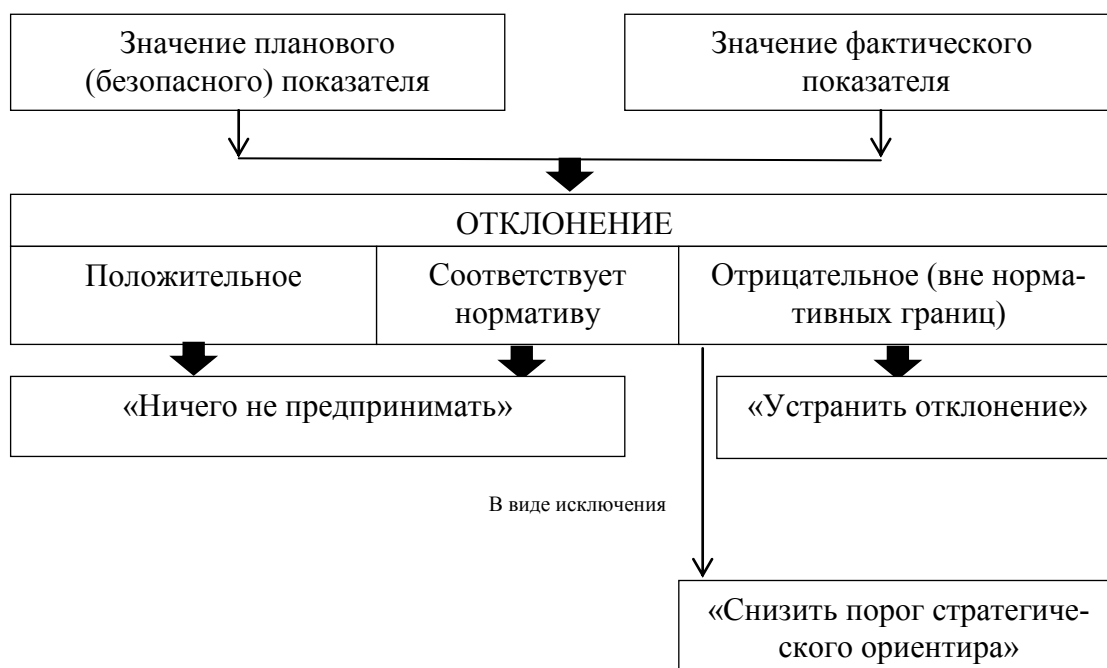 Значение планового
(безопасного) показателя
Значение фактического
показателя
ОТКЛОНЕНИЕ
Положительное
Соответствует
нормативу
Отрицательное (вне норма-
тивных границ)
«Ничего не предпринимать»
«Устранить отклонение»
В виде исключения
«Снизить порог стратегиче-
ского ориентира»